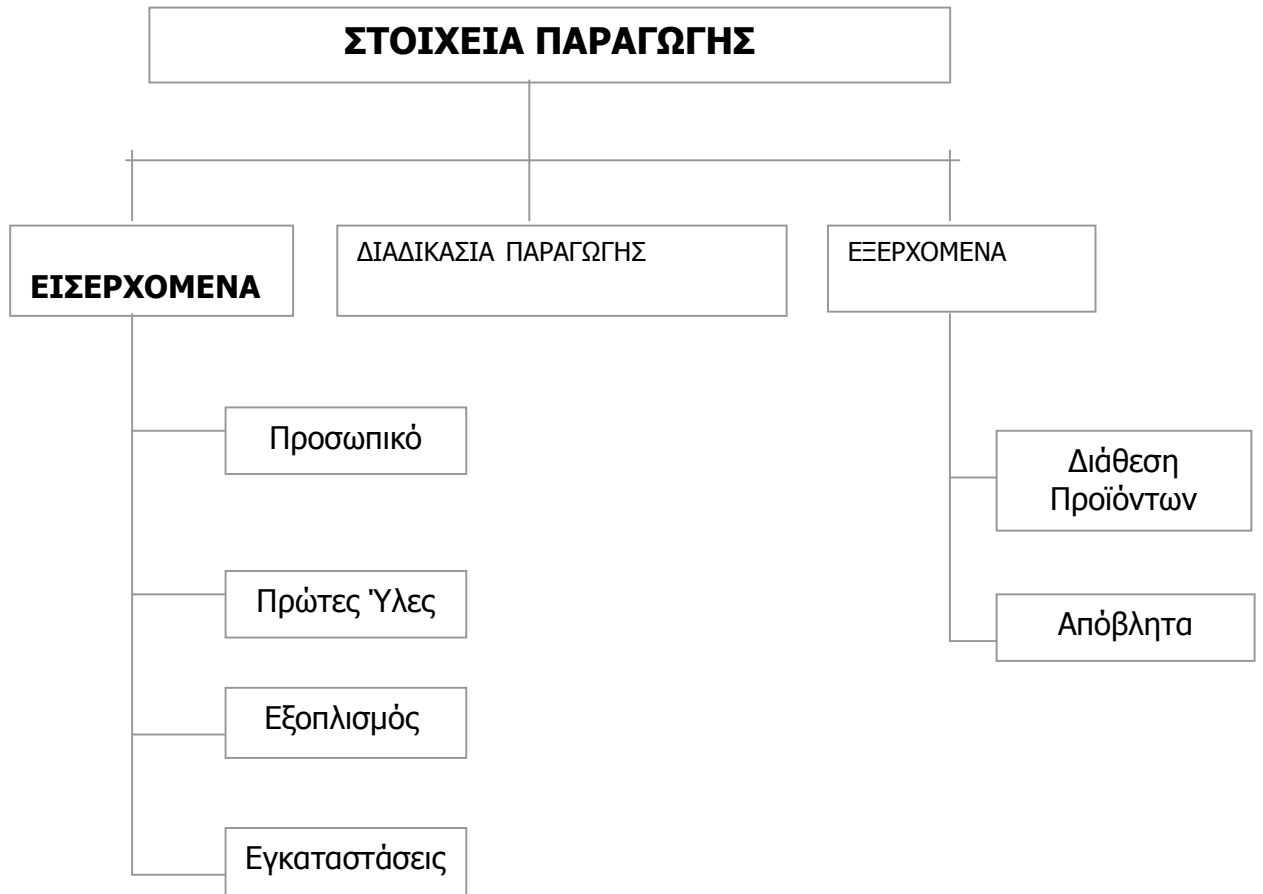 ΣΤΟΙΧΕΙΑ ΠΑΡΑΓΩΓΗΣ
ΕΙΣΕΡΧΟΜΕΝΑ
ΔΙΑΔΙΚΑΣΙΑ ΠΑΡΑΓΩΓΗΣ
ΕΞΕΡΧΟΜΕΝΑ
Προσωπικό
Πρώτες Ύλες
Εξοπλισμός
Εγκαταστάσεις
Διάθεση
Προϊόντων
Απόβλητα